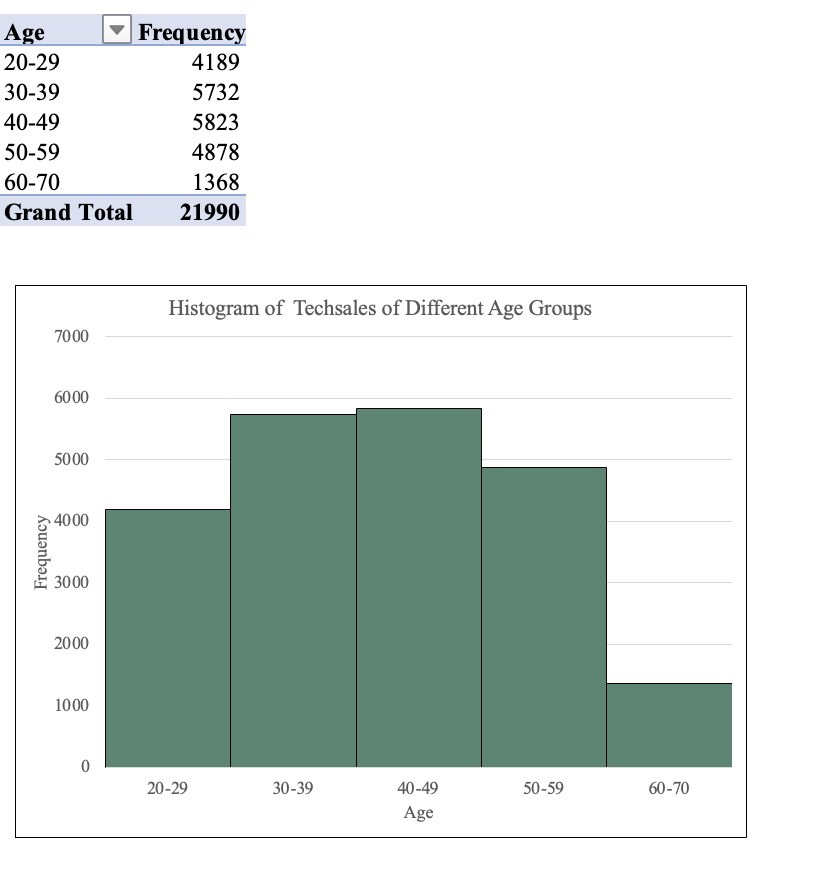 Age Frequency
20-29 4189
30-39 5732
40-49 5823
50-59 4878
60-70 1368
Grand Total 21990
Histogram of  Techsales of Different Age Groups
7000
6000
5000
4000
3000
2000
1000
0
Frequency
20-29 30-39 40-49 50-59 60-70
Age